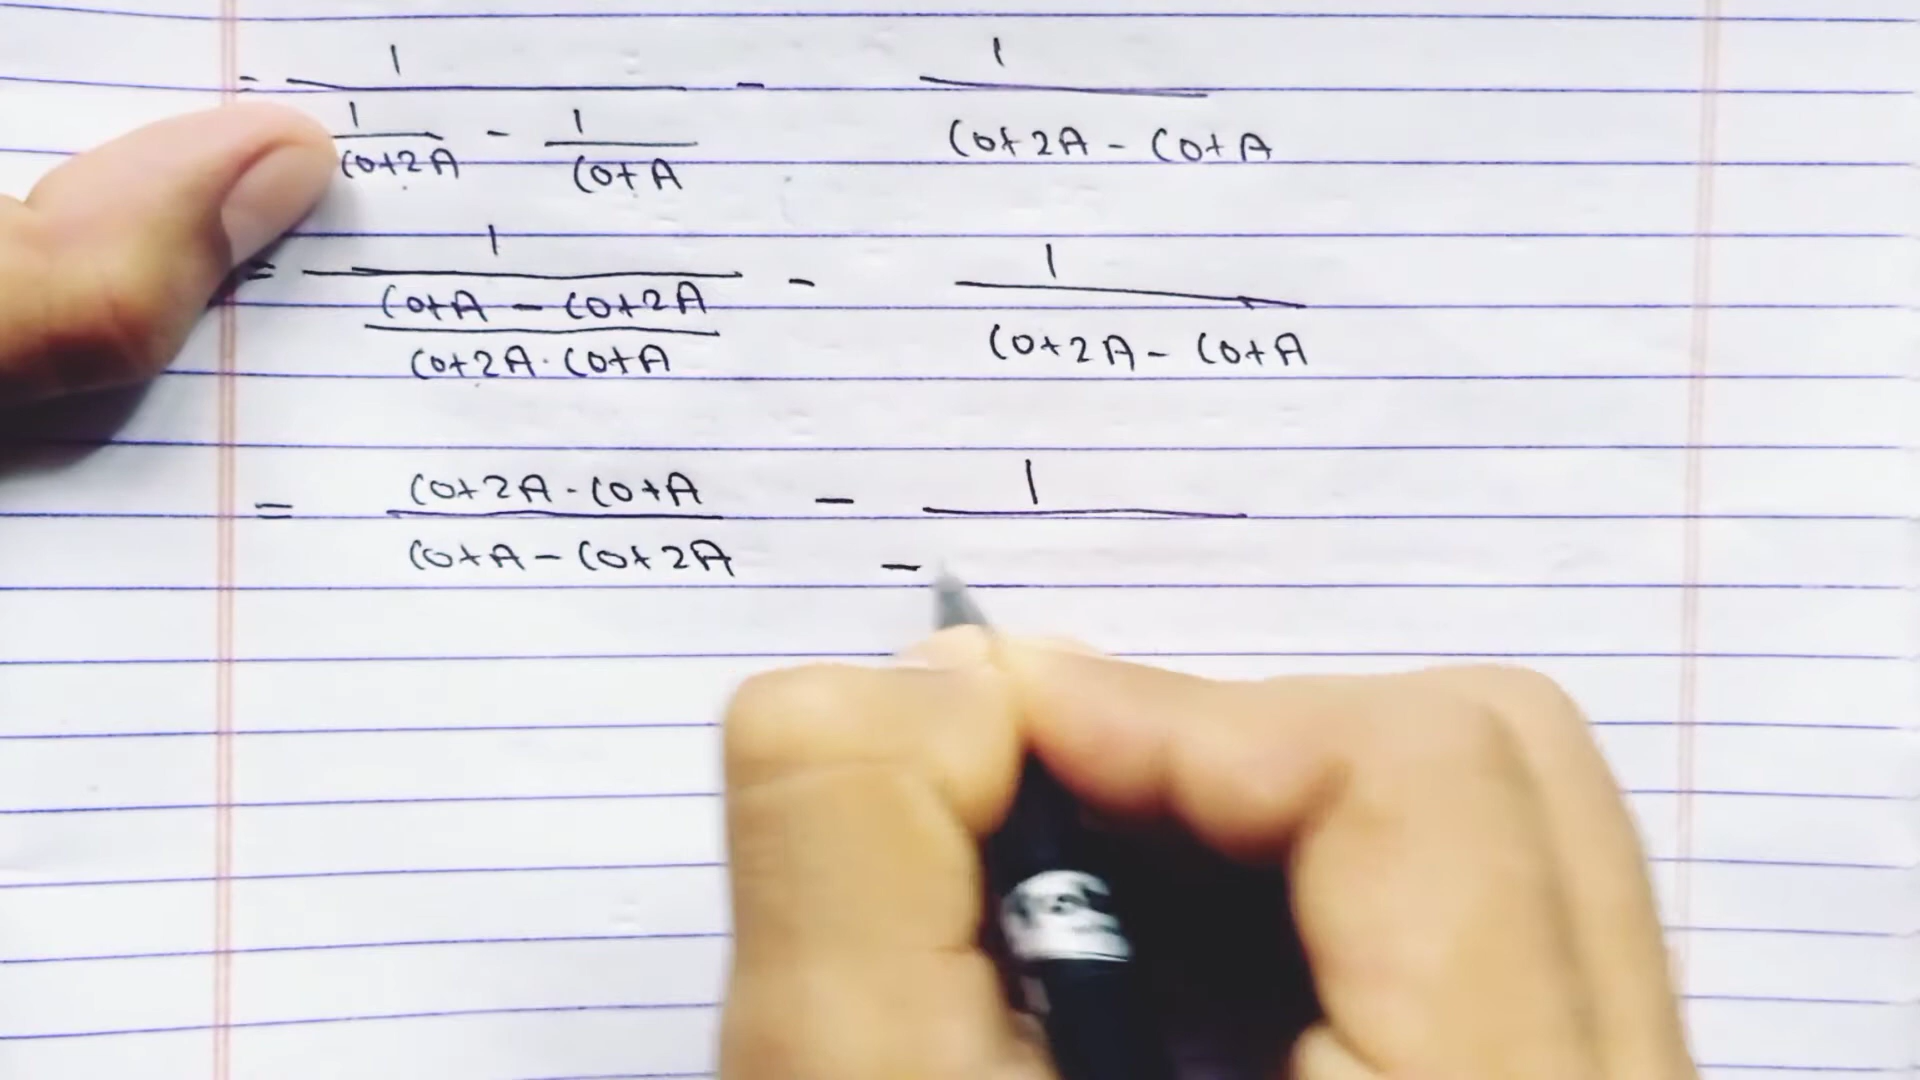 = 1 / (1/cot2A - 1/cotA) - 1 / (cot2A - cotA)
= 1 / ((cotA - cot2A) / (cot2A · cotA)) - 1 / (cot2A - cotA)
= (cot2A · cotA) / (cotA - cot2A) - 1 / -